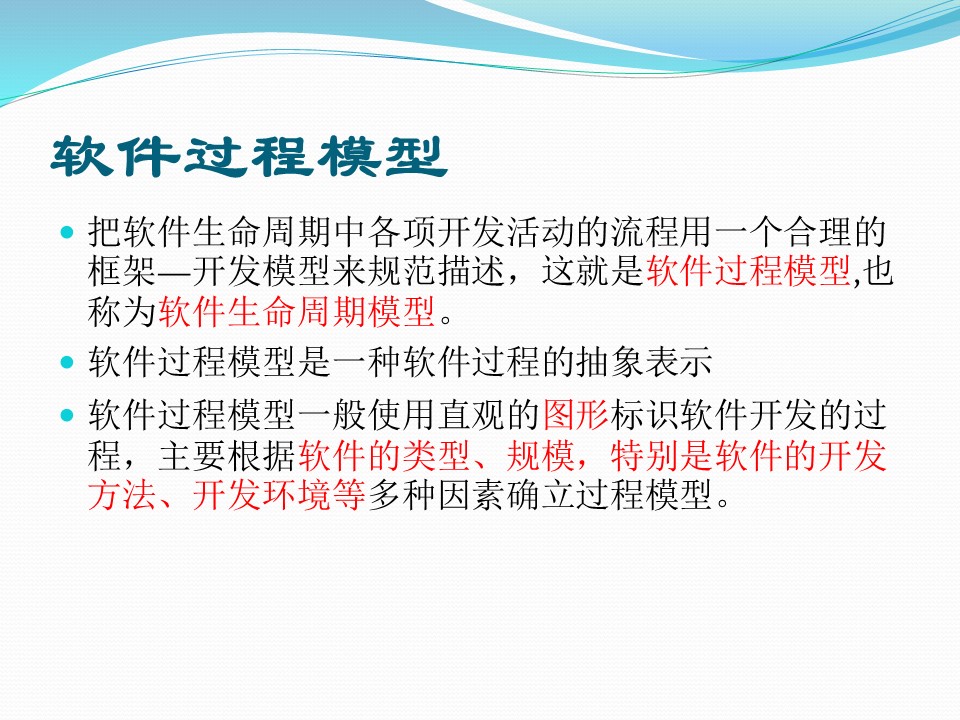 软件过程模型
把软件生命周期中各项开发活动的流程用一个合理的
框架—开发模型来规范描述，这就是软件过程模型,也
称为软件生命周期模型。
软件过程模型是一种软件过程的抽象表示
软件过程模型一般使用直观的图形标识软件开发的过
程，主要根据软件的类型、规模，特别是软件的开发
方法、开发环境等多种因素确立过程模型。